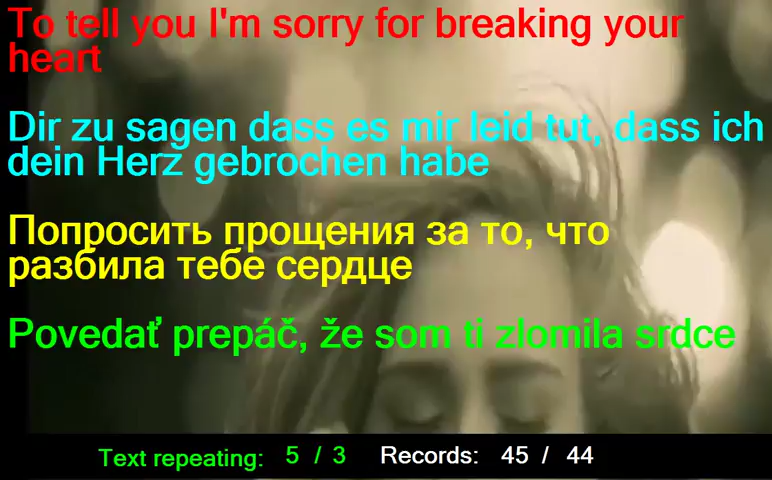 To tell you I'm sorry for breaking your
heart
Dir zu sagen dass es mir leid tut, dass ich
dein Herz gebrochen habe
Попросить прощения за то, что
разбила тебе сердце
Povedať prepáč, že som ti zlomila srdce
Text repeating: 5 / 3 Records: 45 / 44